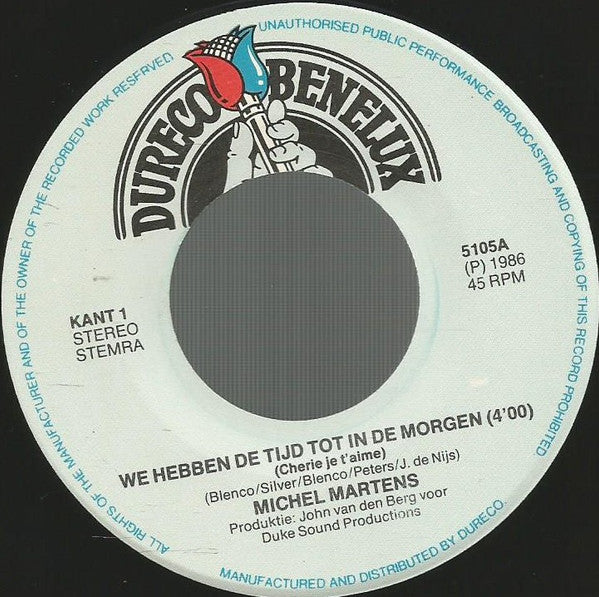 DURECO BENELUX
ALL RIGHTS OF THE MANUFACTURER AND OF THE OWNER OF THE RECORDED WORK RESERVED
UNAUTHORISED PUBLIC PERFORMANCE BROADCASTING AND COPYING OF THIS RECORD PROHIBITED
KANT 1
STEREO
STEMRA
5105A
(P) 1986
45 RPM
WE HEBBEN DE TIJD TOT IN DE MORGEN (4'00)
(Cherie je t'aime)
(Blenco/Silver/Blenco/Peters/J. de Nijs)
MICHEL MARTENS
Produktie: John van den Berg voor
Duke Sound Productions
MANUFACTURED AND DISTRIBUTED BY DURECO.